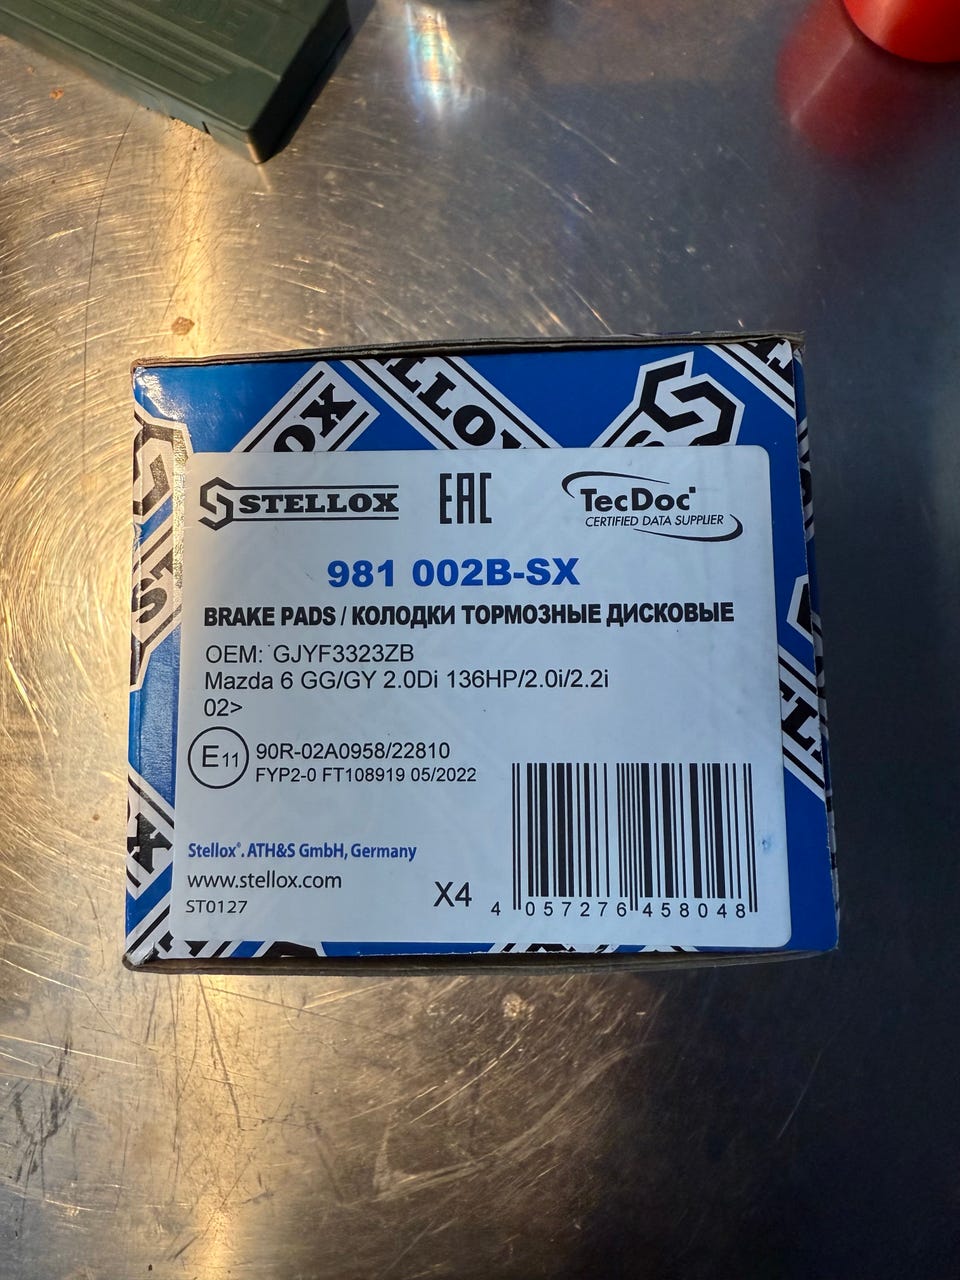 OX
LLOX
STELLOX EAC TecDoc
CERTIFIED DATA SUPPLIER
981 002B-SX
BRAKE PADS / КОЛОДКИ ТОРМОЗНЫЕ ДИСКОВЫЕ
OEM: GJYF3323ZB
Mazda 6 GG/GY 2.0Di 136HP/2.0i/2.2i
02>
E11 90R-02A0958/22810
FYP2-0 FT108919 05/2022
Stellox®. ATH&S GmbH, Germany
www.stellox.com
ST0127
X4
4 057276 458048